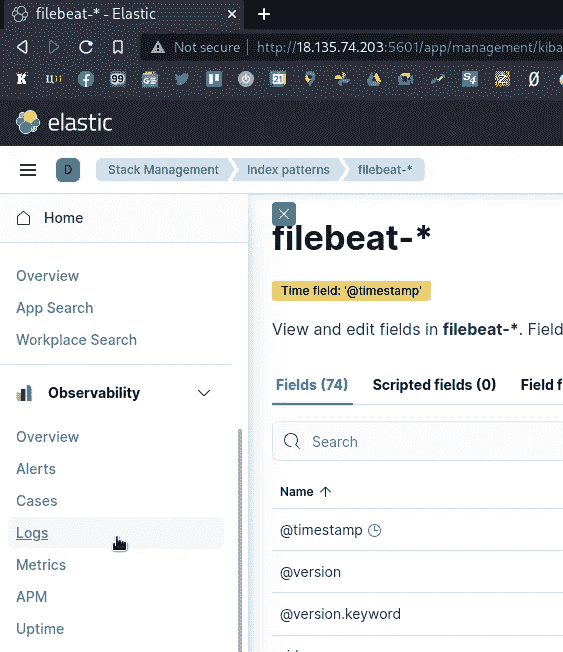 filebeat-* - Elastic
Not secure
http://18.135.74.203:5601/app/management/kiba
elastic
D
Stack Management
Index patterns
filebeat-*
Home
Overview
App Search
Workplace Search
Observability
Overview
Alerts
Cases
Logs
Metrics
APM
Uptime
filebeat-*
Time field: '@timestamp'
View and edit fields in filebeat-*. Field
Fields (74)
Scripted fields (0)
Field f
Search
Name
@timestamp
@version
@version.keyword